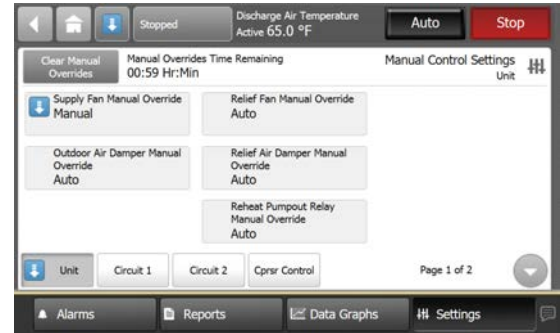 Stopped
Discharge Air Temperature
Active 65.0 °F
Auto
Stop
Clear Manual
Overrides
Manual Overrides Time Remaining
00:59 Hr:Min
Manual Control Settings
Unit
Supply Fan Manual Override
Manual
Relief Fan Manual Override
Auto
Outdoor Air Damper Manual
Override
Auto
Relief Air Damper Manual
Override
Auto
Reheat Pumpout Relay
Manual Override
Auto
Unit
Circuit 1
Circuit 2
Cprsr Control
Page 1 of 2
Alarms
Reports
Data Graphs
Settings